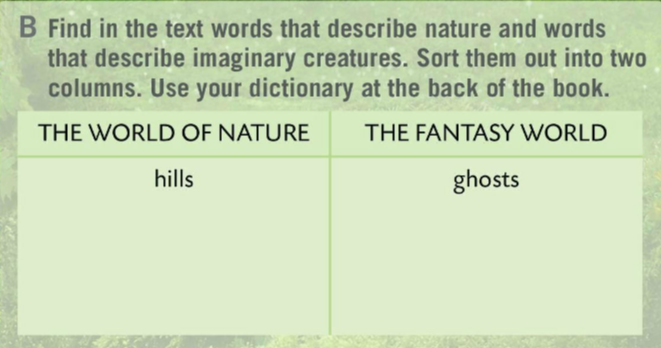 B Find in the text words that describe nature and words
that describe imaginary creatures. Sort them out into two
columns. Use your dictionary at the back of the book.
THE WORLD OF NATURE THE FANTASY WORLD
hills ghosts